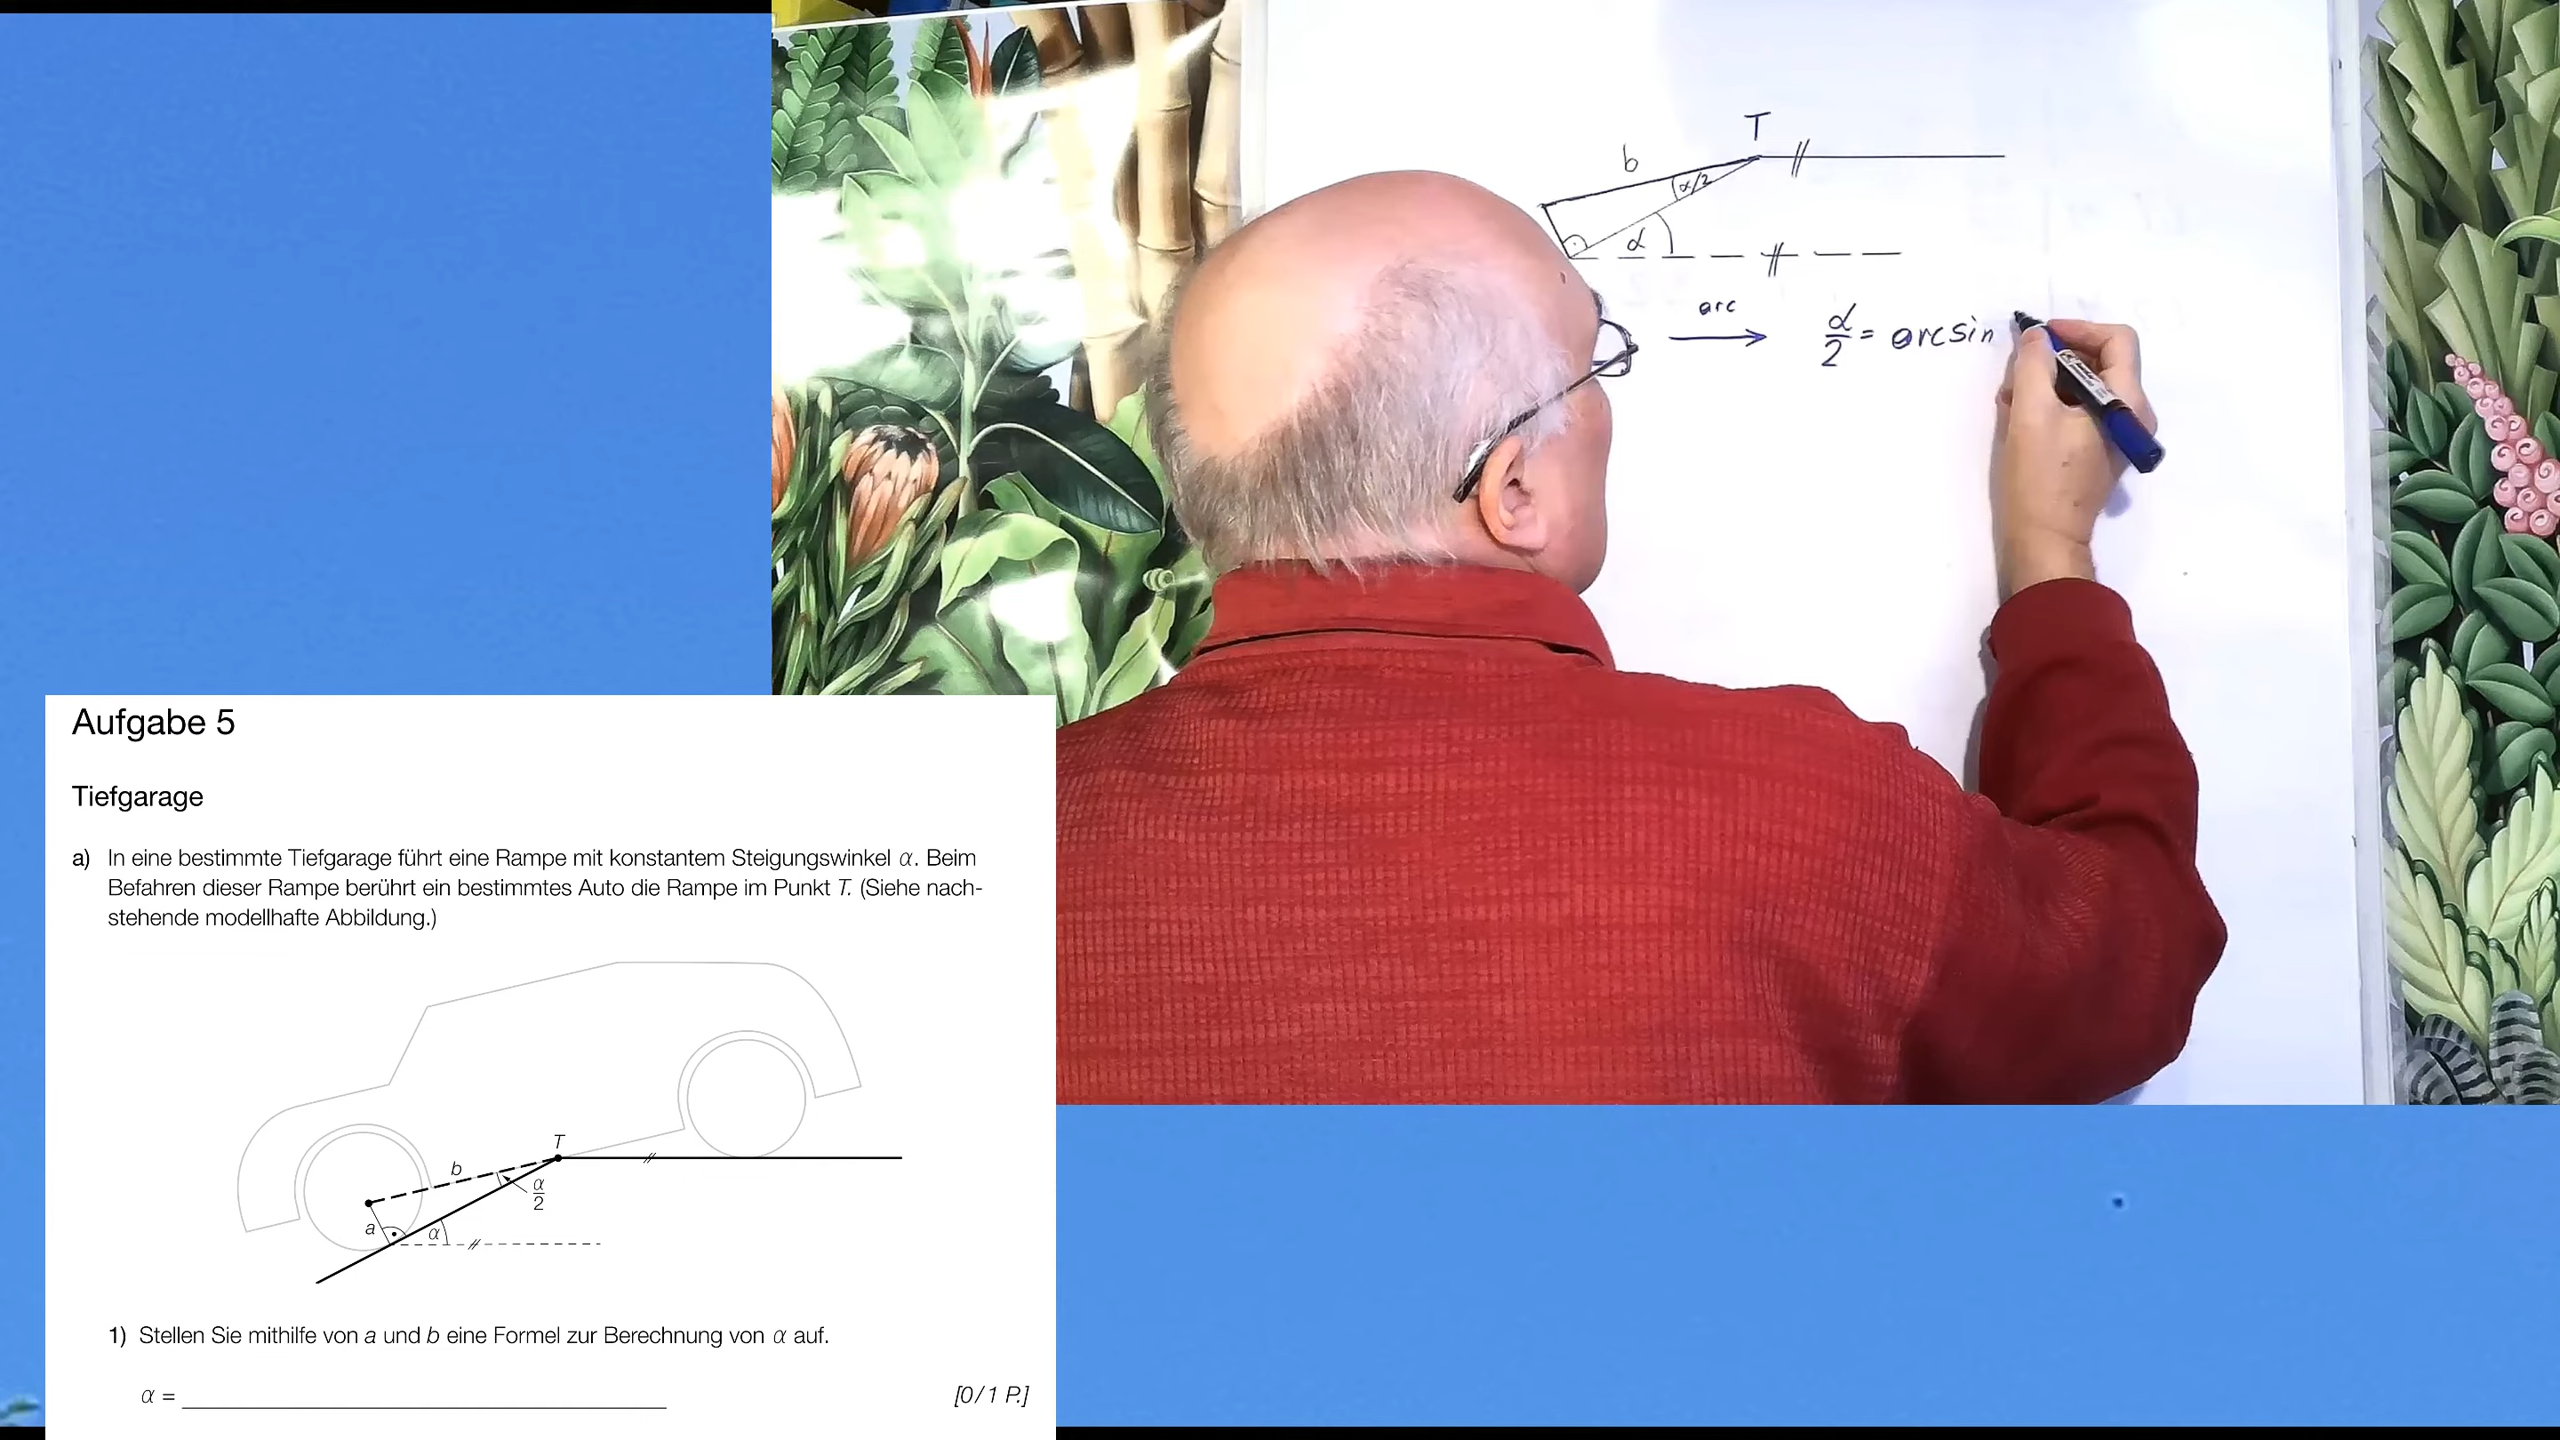 T
b
α/2
α
arc
α/2 = arcsin
Aufgabe 5
Tiefgarage
a) In eine bestimmte Tiefgarage führt eine Rampe mit konstantem Steigungswinkel α. Beim
Befahren dieser Rampe berührt ein bestimmtes Auto die Rampe im Punkt T. (Siehe nach-
stehende modellhafte Abbildung.)
T
b
α/2
a
α
1) Stellen Sie mithilfe von a und b eine Formel zur Berechnung von α auf.
α = ____________________ [0/1 P.]